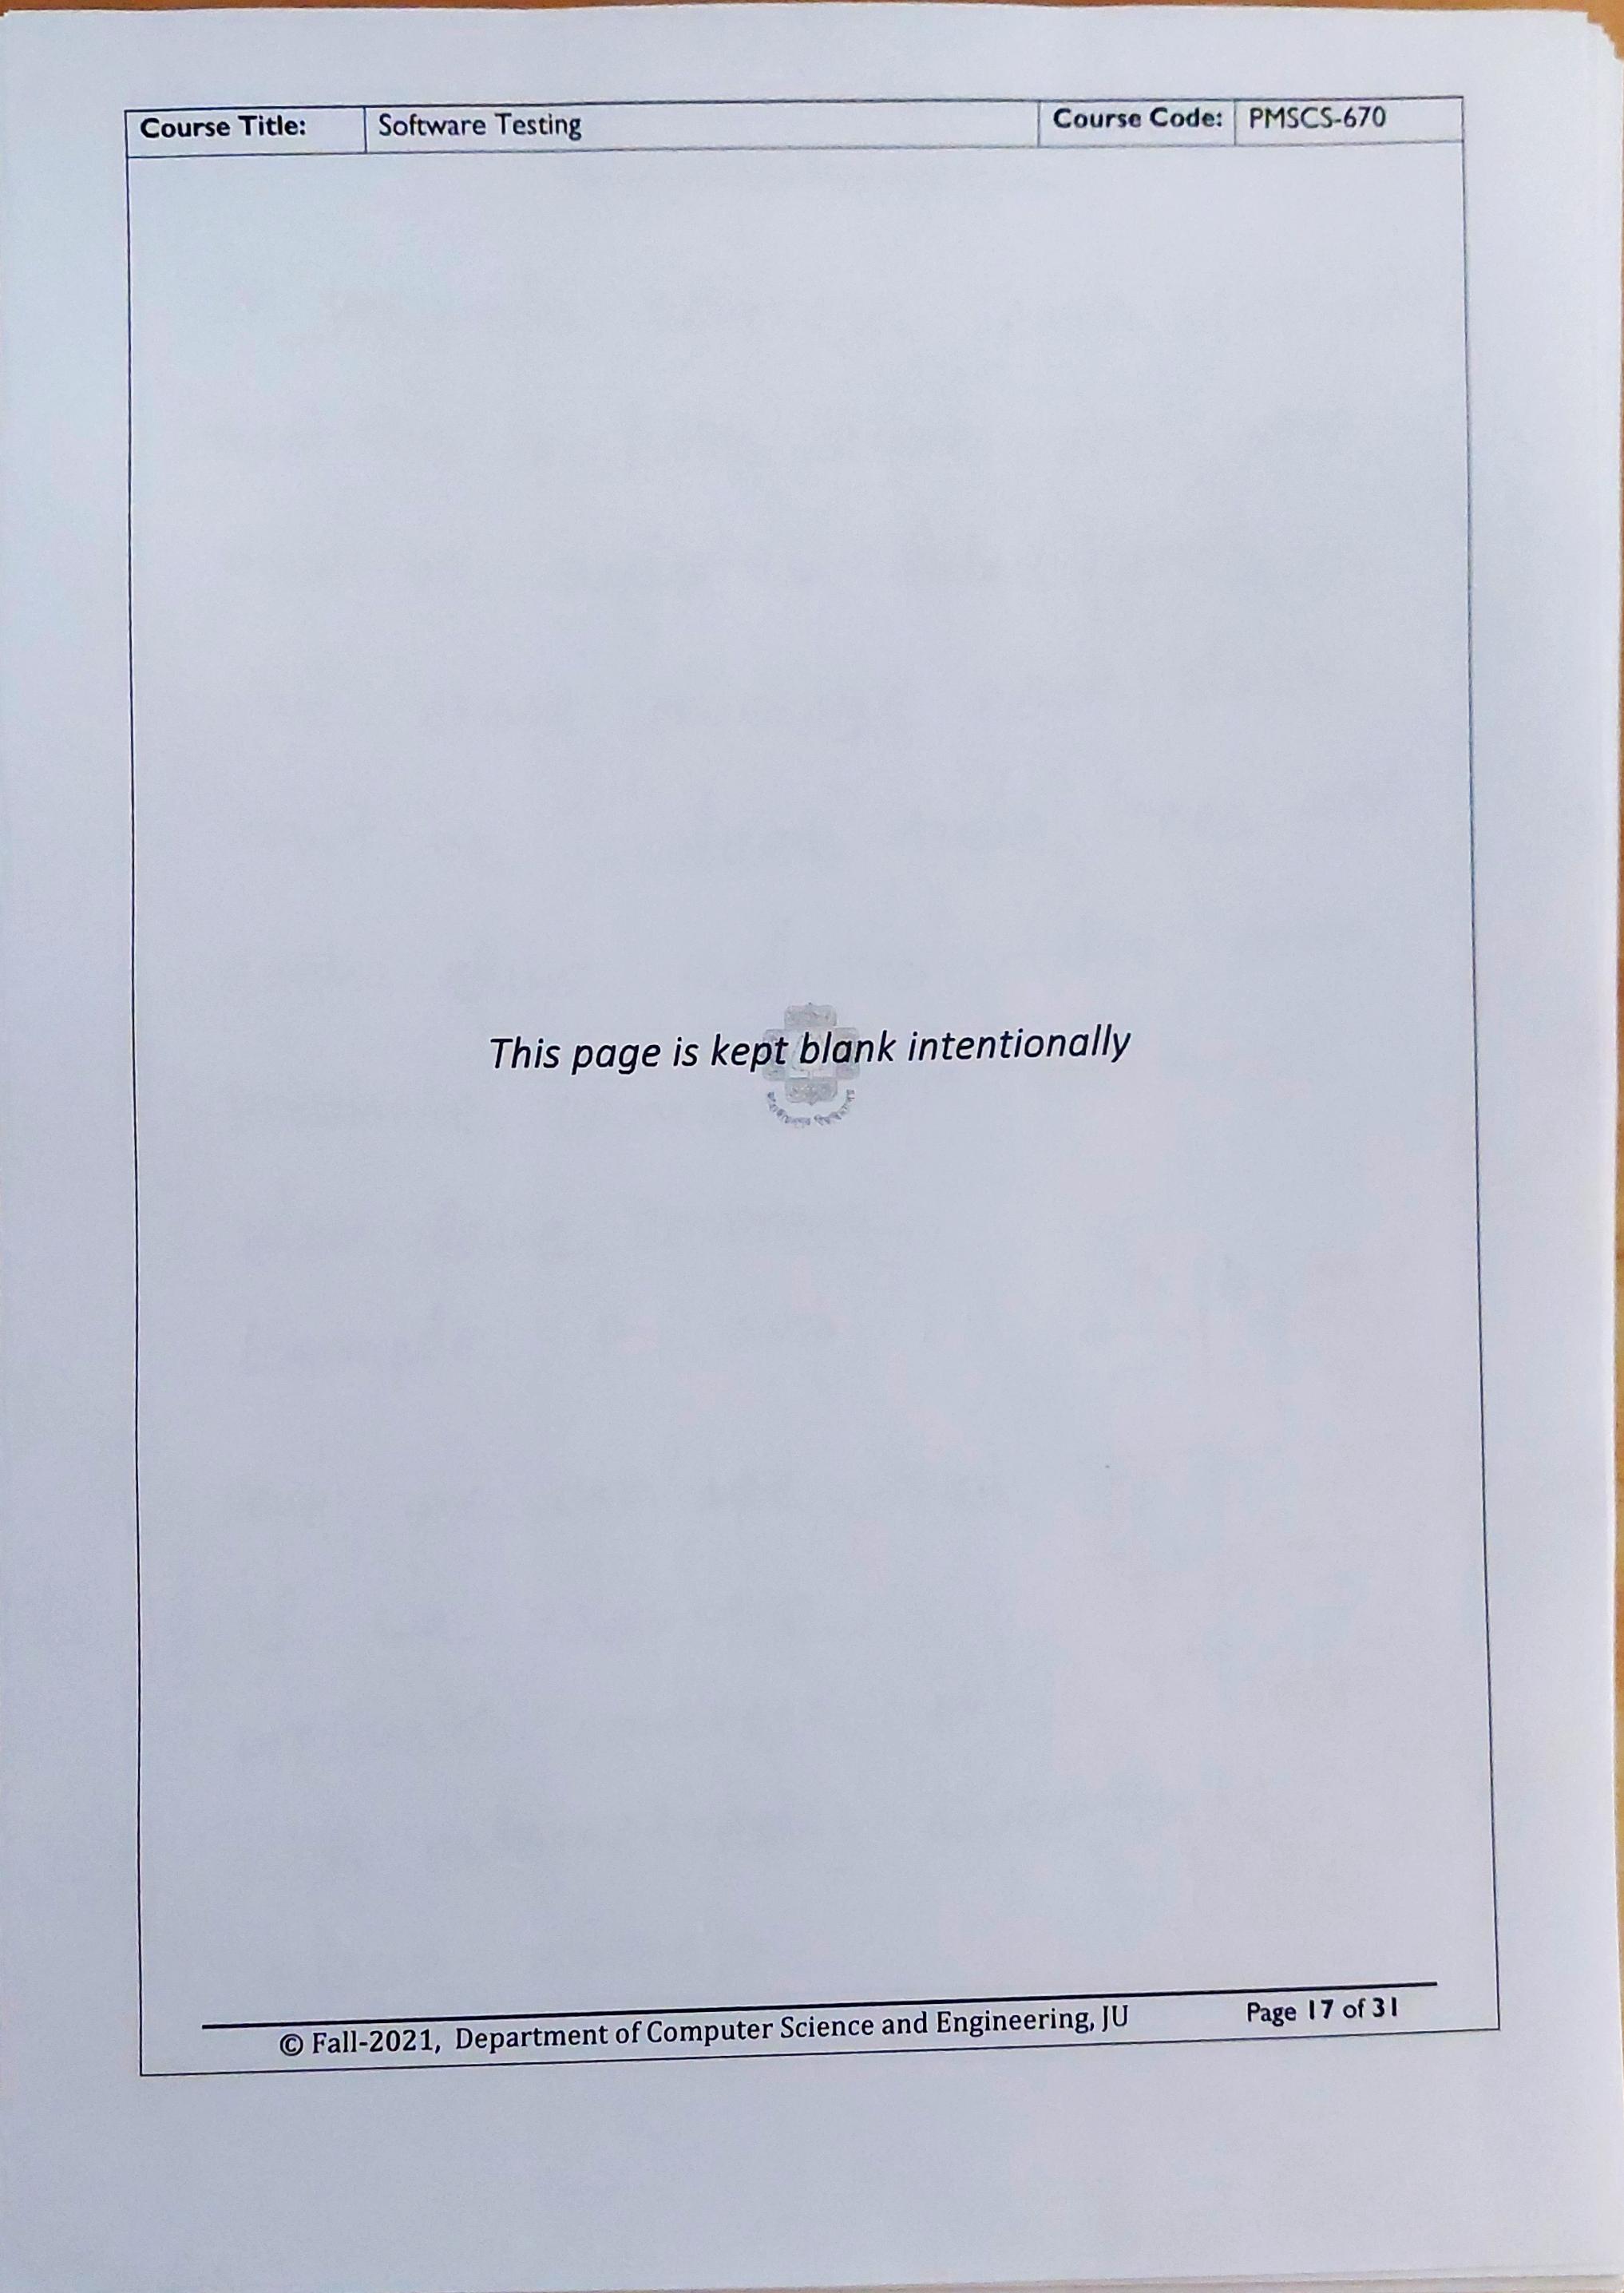 Course Title: Software Testing Course Code: PMSCS-670
This page is kept blank intentionally
© Fall-2021, Department of Computer Science and Engineering, JU Page 17 of 31